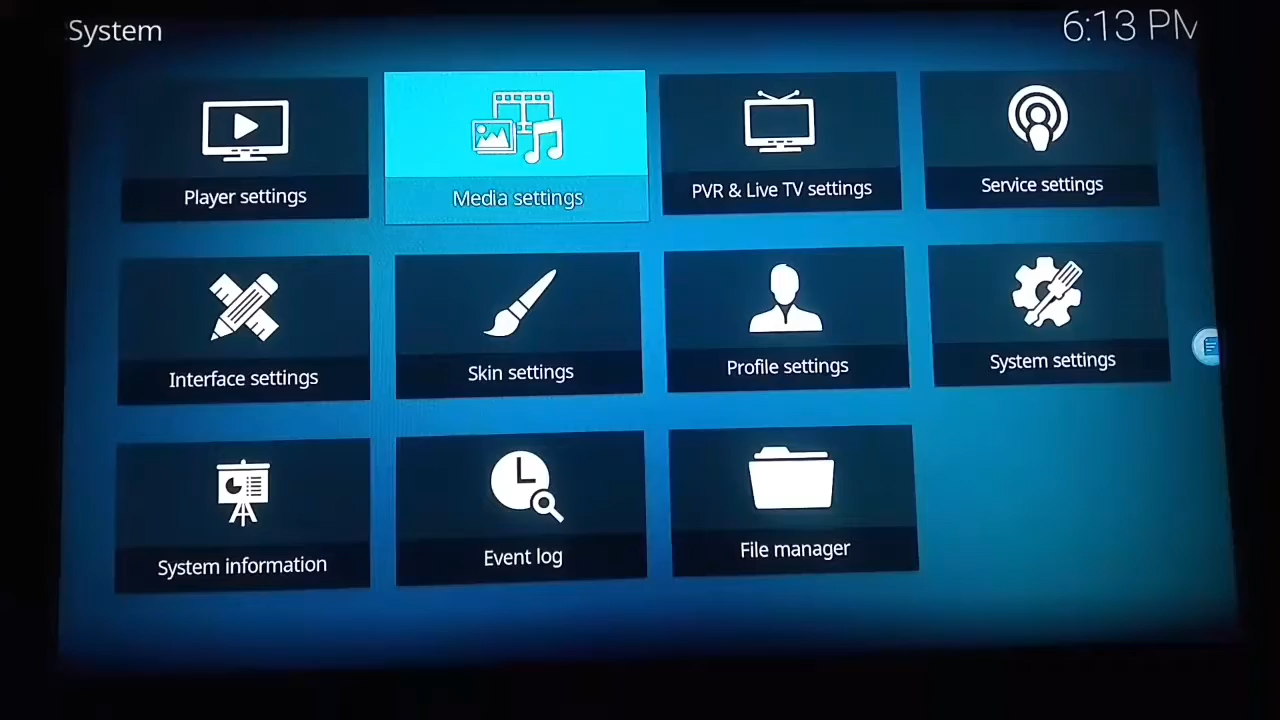 System
6:13 PM
Player settings
Media settings
PVR & Live TV settings
Service settings
Interface settings
Skin settings
Profile settings
System settings
System information
Event log
File manager